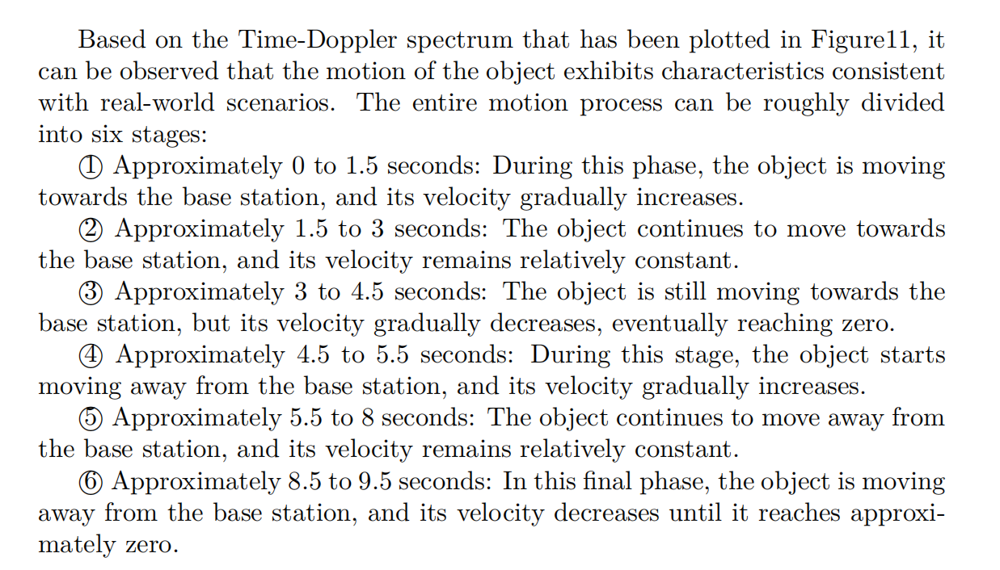 Based on the Time-Doppler spectrum that has been plotted in Figure11, it
can be observed that the motion of the object exhibits characteristics consistent
with real-world scenarios. The entire motion process can be roughly divided
into six stages:
① Approximately 0 to 1.5 seconds: During this phase, the object is moving
towards the base station, and its velocity gradually increases.
② Approximately 1.5 to 3 seconds: The object continues to move towards
the base station, and its velocity remains relatively constant.
③ Approximately 3 to 4.5 seconds: The object is still moving towards the
base station, but its velocity gradually decreases, eventually reaching zero.
④ Approximately 4.5 to 5.5 seconds: During this stage, the object starts
moving away from the base station, and its velocity gradually increases.
⑤ Approximately 5.5 to 8 seconds: The object continues to move away from
the base station, and its velocity remains relatively constant.
⑥ Approximately 8.5 to 9.5 seconds: In this final phase, the object is moving
away from the base station, and its velocity decreases until it reaches approxi-
mately zero.